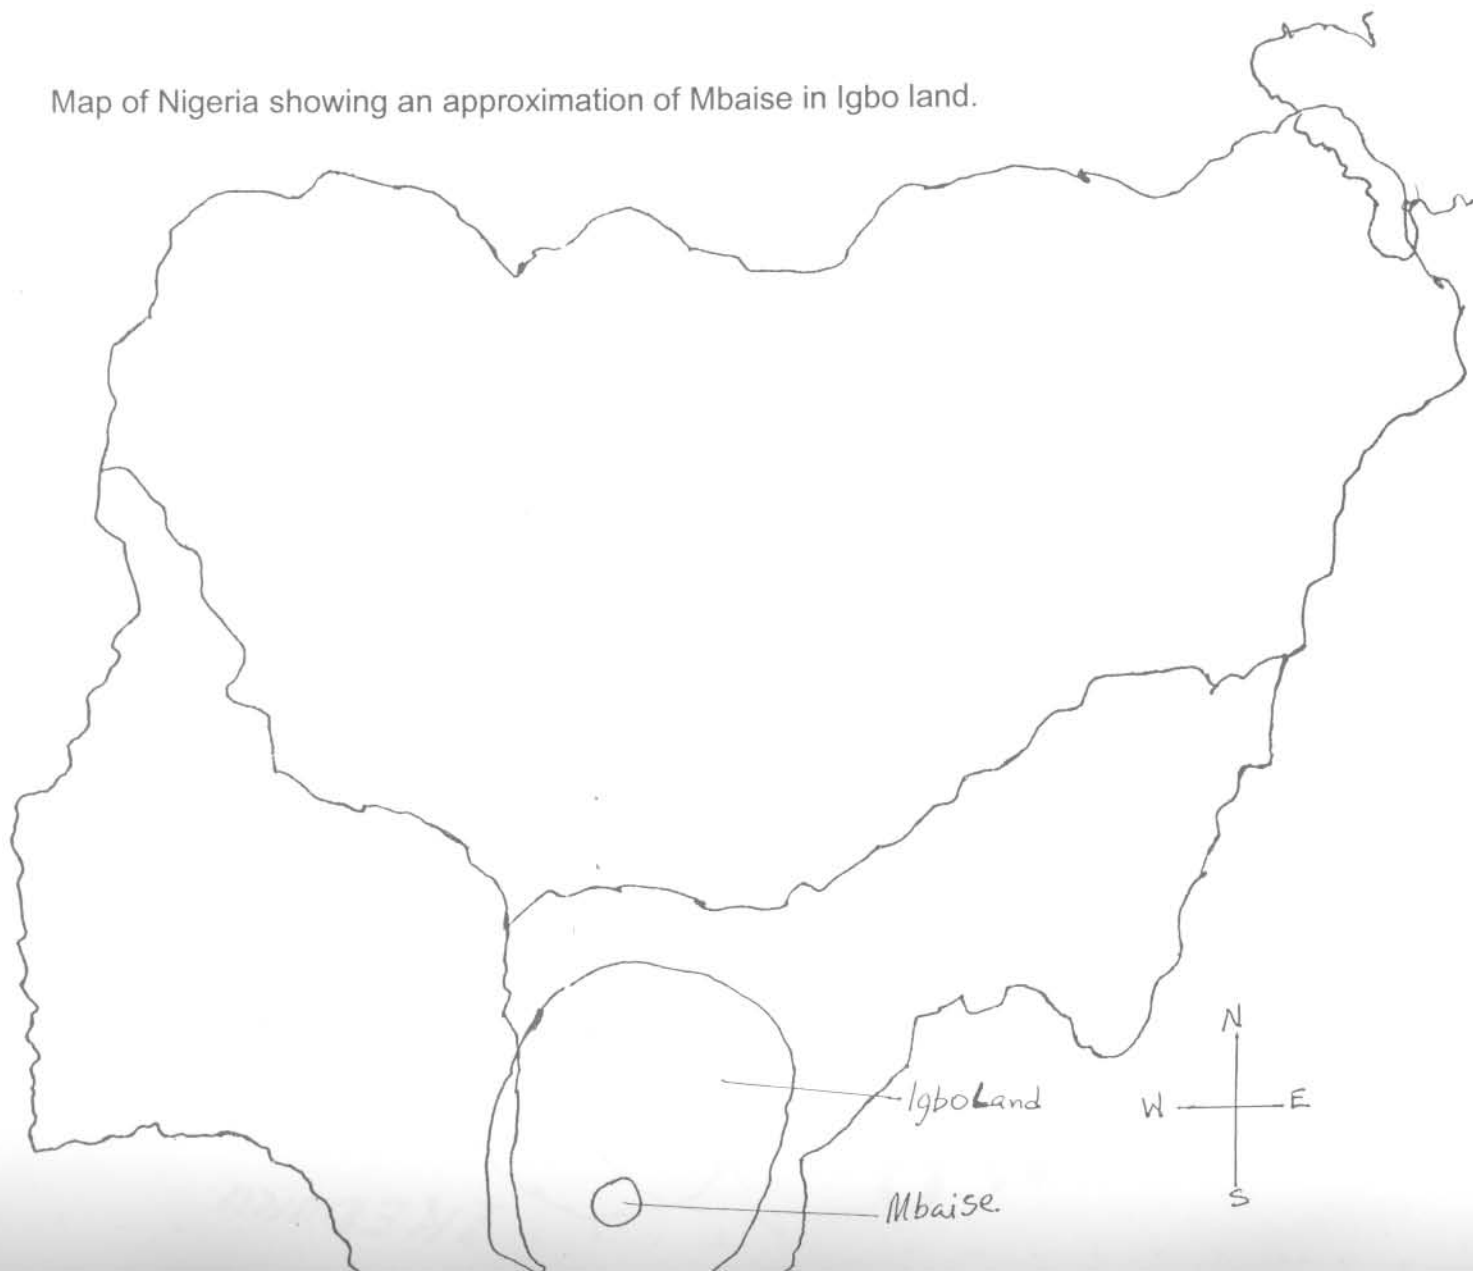 Map of Nigeria showing an approximation of Mbaise in Igbo land.
N
IgboLand
W E
S
Mbaise.